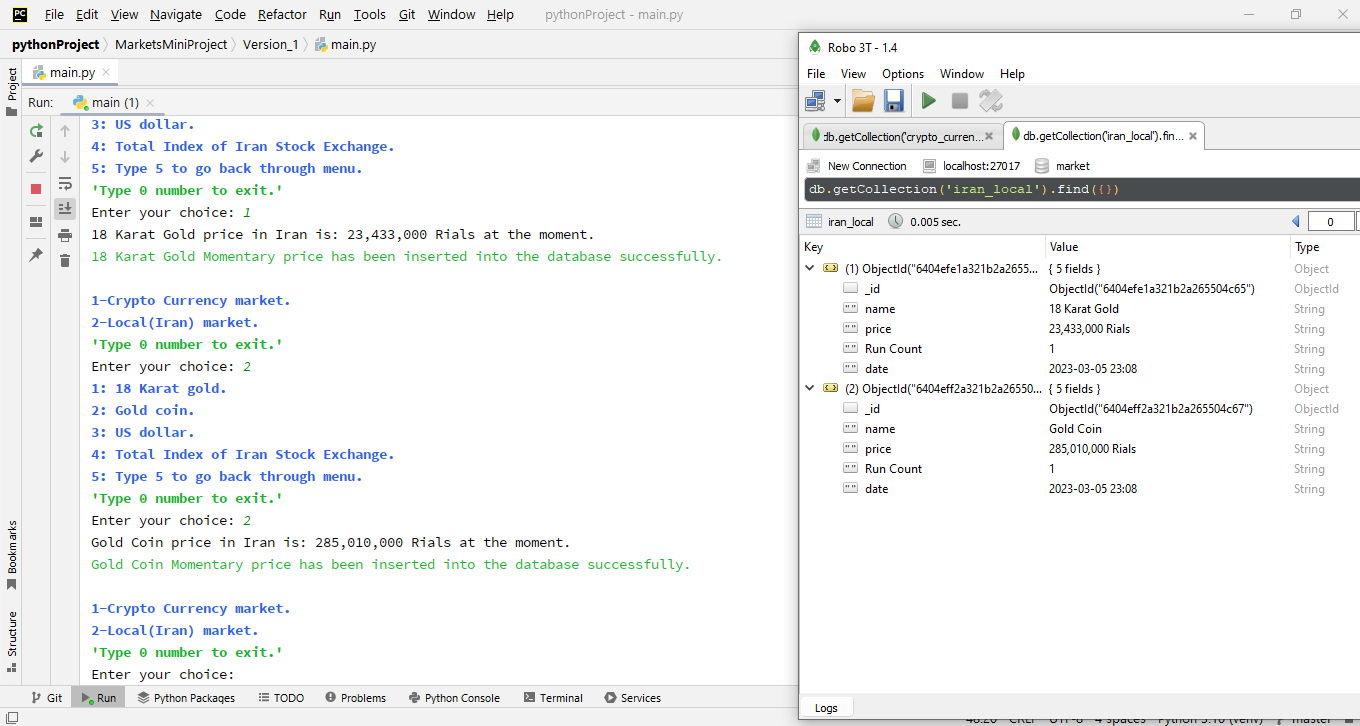 PC File Edit View Navigate Code Refactor Run Tools Git Window Help pythonProject - main.py
pythonProject MarketsMiniProject Version_1 main.py
Project
main.py
Run: main (1)
3: US dollar.
4: Total Index of Iran Stock Exchange.
5: Type 5 to go back through menu.
'Type 0 number to exit.'
Enter your choice: 1
18 Karat Gold price in Iran is: 23,433,000 Rials at the moment.
18 Karat Gold Momentary price has been inserted into the database successfully.
1-Crypto Currency market.
2-Local(Iran) market.
'Type 0 number to exit.'
Enter your choice: 2
1: 18 Karat gold.
2: Gold coin.
3: US dollar.
4: Total Index of Iran Stock Exchange.
5: Type 5 to go back through menu.
'Type 0 number to exit.'
Enter your choice: 2
Gold Coin price in Iran is: 285,010,000 Rials at the moment.
Gold Coin Momentary price has been inserted into the database successfully.
1-Crypto Currency market.
2-Local(Iran) market.
'Type 0 number to exit.'
Enter your choice:
Bookmarks
Structure
Git Run Python Packages TODO Problems Python Console Terminal Services
Robo 3T - 1.4
File View Options Window Help
db.getCollection('crypto_curren... db.getCollection('iran_local').fin...
New Connection localhost:27017 market
db.getCollection('iran_local').find({})
iran_local 0.005 sec. 0
Key Value Type
(1) ObjectId("6404efe1a321b2a2655... { 5 fields } Object
_id ObjectId("6404efe1a321b2a265504c65") ObjectId
name 18 Karat Gold String
price 23,433,000 Rials String
Run Count 1 String
date 2023-03-05 23:08 String
(2) ObjectId("6404eff2a321b2a26550... { 5 fields } Object
_id ObjectId("6404eff2a321b2a265504c67") ObjectId
name Gold Coin String
price 285,010,000 Rials String
Run Count 1 String
date 2023-03-05 23:08 String
Logs
48:20 CRLF UTF-8 4 spaces Python 3.10 (venv) master